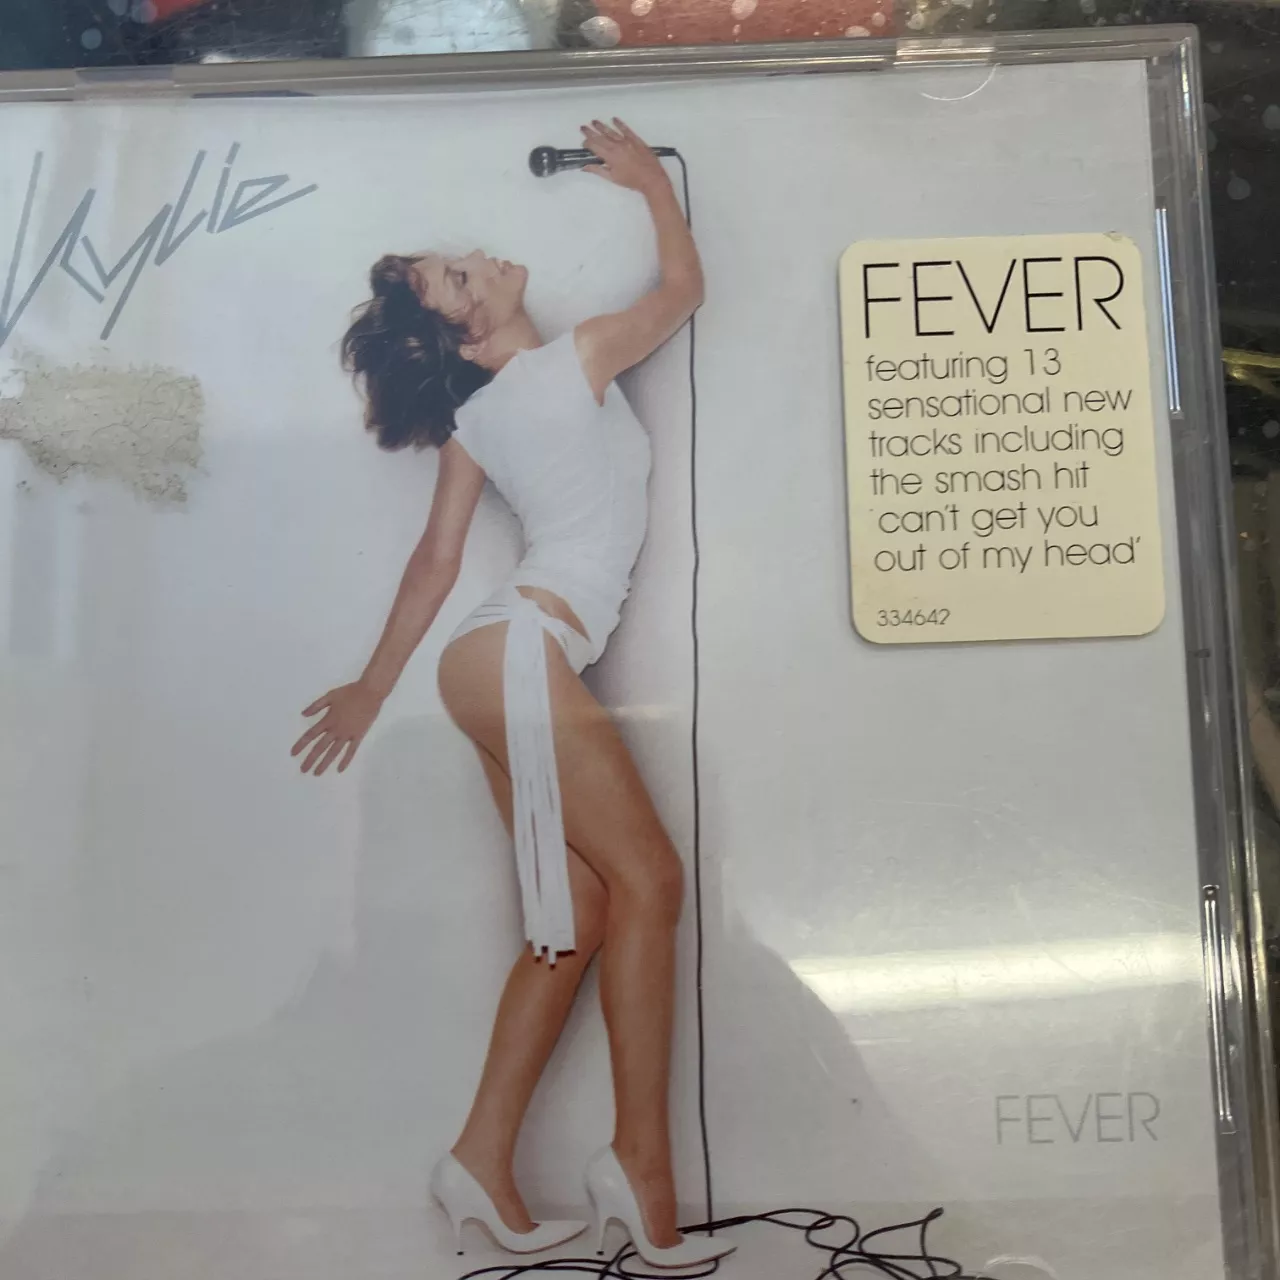 Kylie
FEVER
featuring 13
sensational new
tracks including
the smash hit
'can't get you
out of my head'
334642
FEVER